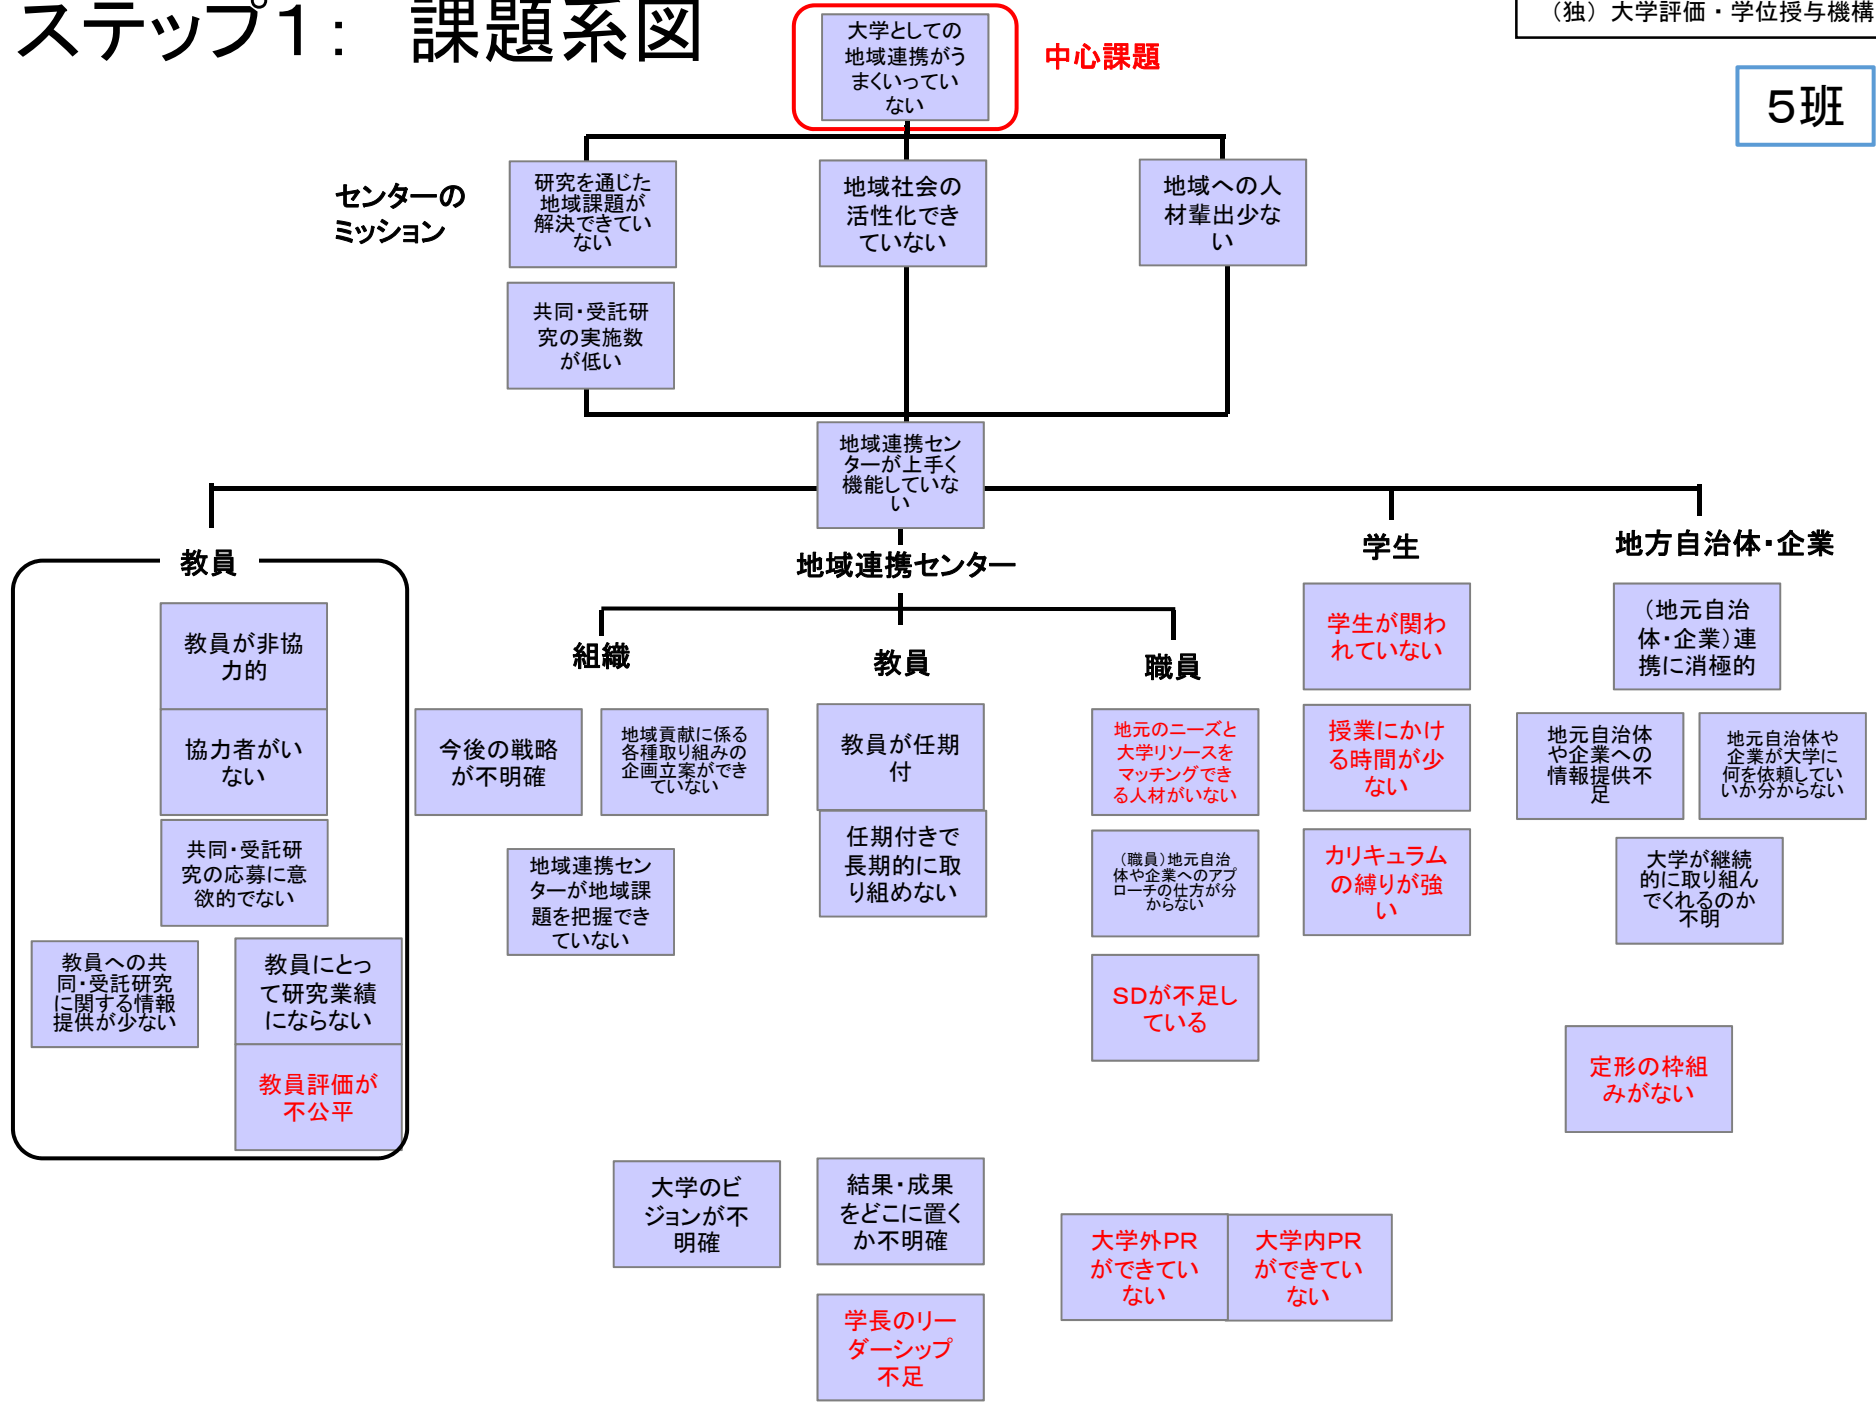 ステップ1: 課題系図
(独)大学評価・学位授与機構
5班
大学としての
地域連携がう
まくいってい
ない
中心課題
センターの
ミッション
研究を通じた
地域課題が
解決できてい
ない
地域社会の
活性化でき
ていない
地域への人
材輩出少な
い
共同・受託研
究の実施数
が低い
地域連携セン
ターが上手く
機能していな
い
教員
地域連携センター
学生
地方自治体・企業
教員が非協
力的
協力者がい
ない
共同・受託研
究の応募に意
欲的でない
教員への共
同・受託研究
に関する情報
提供が少ない
教員にとっ
て研究業績
にならない
教員評価が
不公平
組織
教員
職員
今後の戦略
が不明確
地域貢献に係る
各種取り組みの
企画立案ができ
ていない
地域連携セン
ターが地域課
題を把握でき
ていない
教員が任期
付
任期付きで
長期的に取
り組めない
地元のニーズと
大学リソースを
マッチングでき
る人材がいない
(職員)地元自治
体や企業へのアプ
ローチの仕方が分
からない
SDが不足し
ている
学生が関わ
れていない
授業にかけ
る時間が少
ない
カリキュラム
の縛りが強
い
(地元自治
体・企業)連
携に消極的
地元自治体
や企業への
情報提供不
足
地元自治体や
企業が大学に
何を依頼してい
いか分からない
大学が継続
的に取り組ん
でくれるのか
不明
定形の枠組
みがない
大学のビ
ジョンが不
明確
結果・成果
をどこに置く
か不明確
学長のリー
ダーシップ
不足
大学外PR
ができてい
ない
大学内PR
ができてい
ない